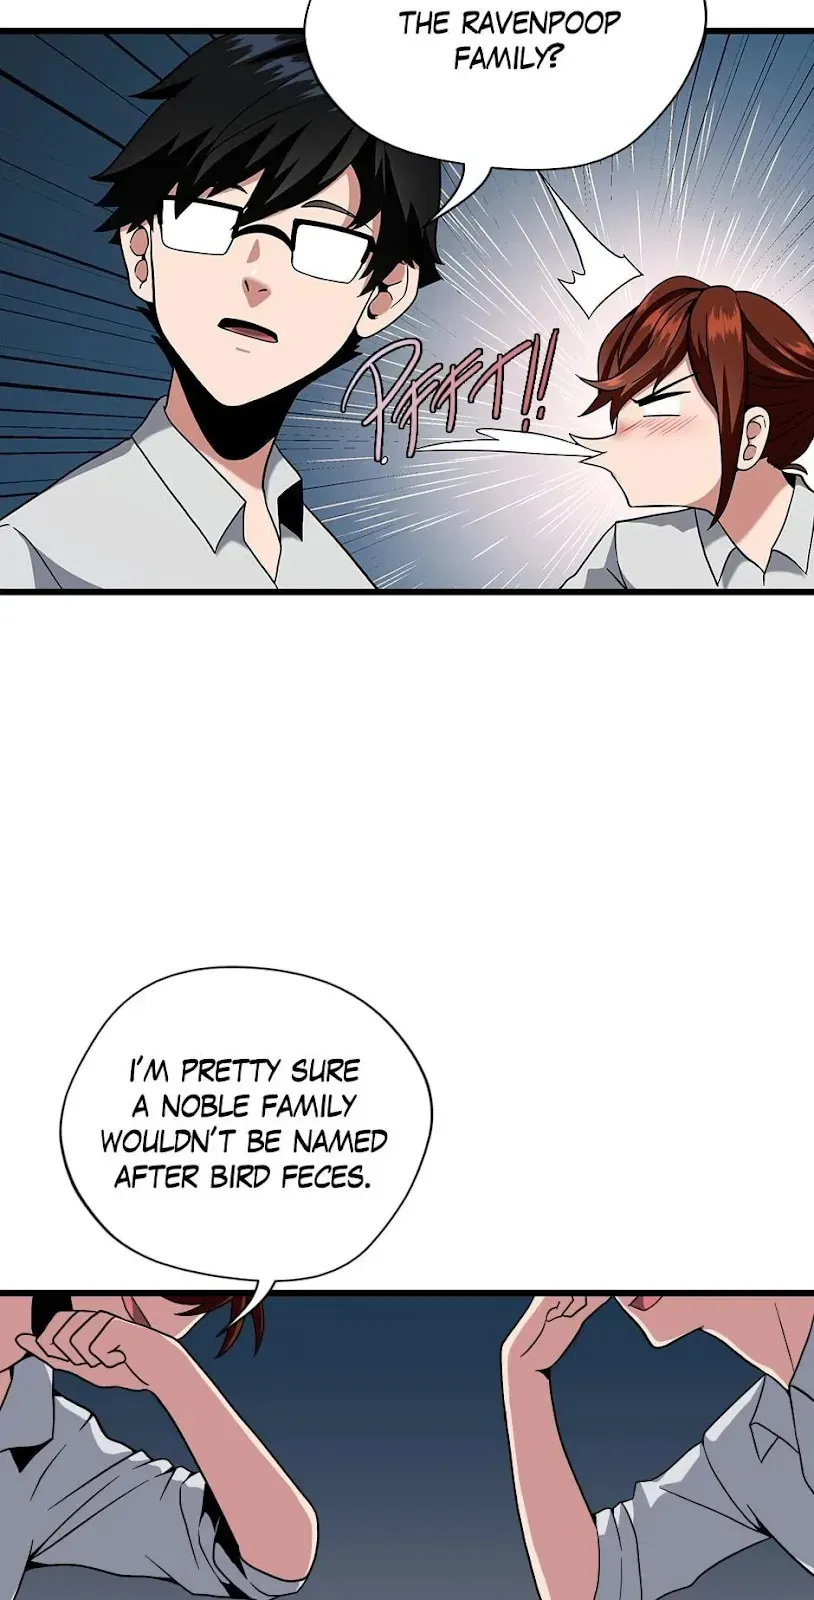 THE RAVENPOOP
FAMILY?
PFFFT!!
I'M PRETTY SURE
A NOBLE FAMILY
WOULDN'T BE NAMED
AFTER BIRD FECES.